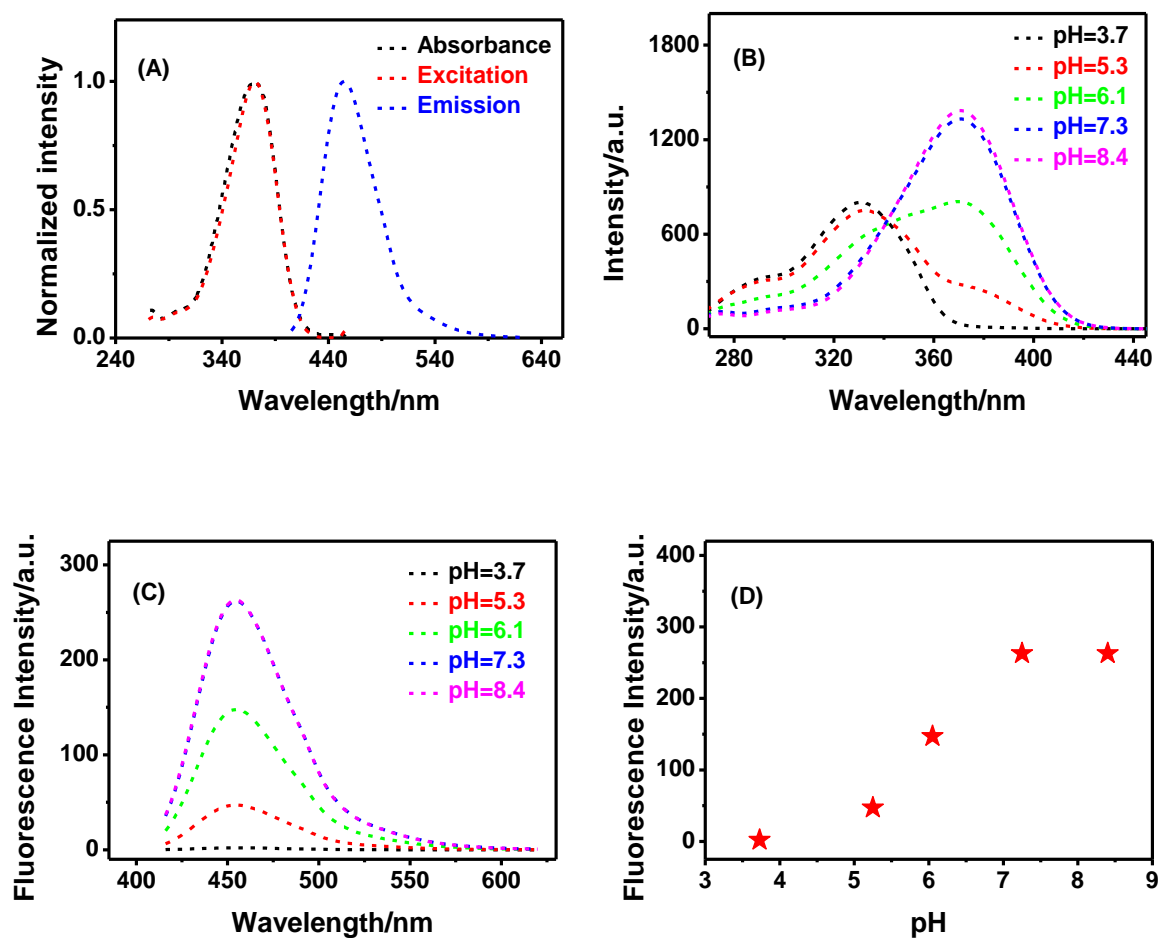 (A)
Absorbance
Excitation
Emission
1.0
0.5
0.0
Normalized intensity
240 340 440 540 640
Wavelength/nm
(B)
pH=3.7
pH=5.3
pH=6.1
pH=7.3
pH=8.4
1800
1200
600
0
Intensity/a.u.
280 320 360 400 440
Wavelength/nm
(C)
pH=3.7
pH=5.3
pH=6.1
pH=7.3
pH=8.4
300
200
100
0
Fluorescence Intensity/a.u.
400 450 500 550 600
Wavelength/nm
(D)
400
300
200
100
0
Fluorescence Intensity/a.u.
3 4 5 6 7 8 9
pH